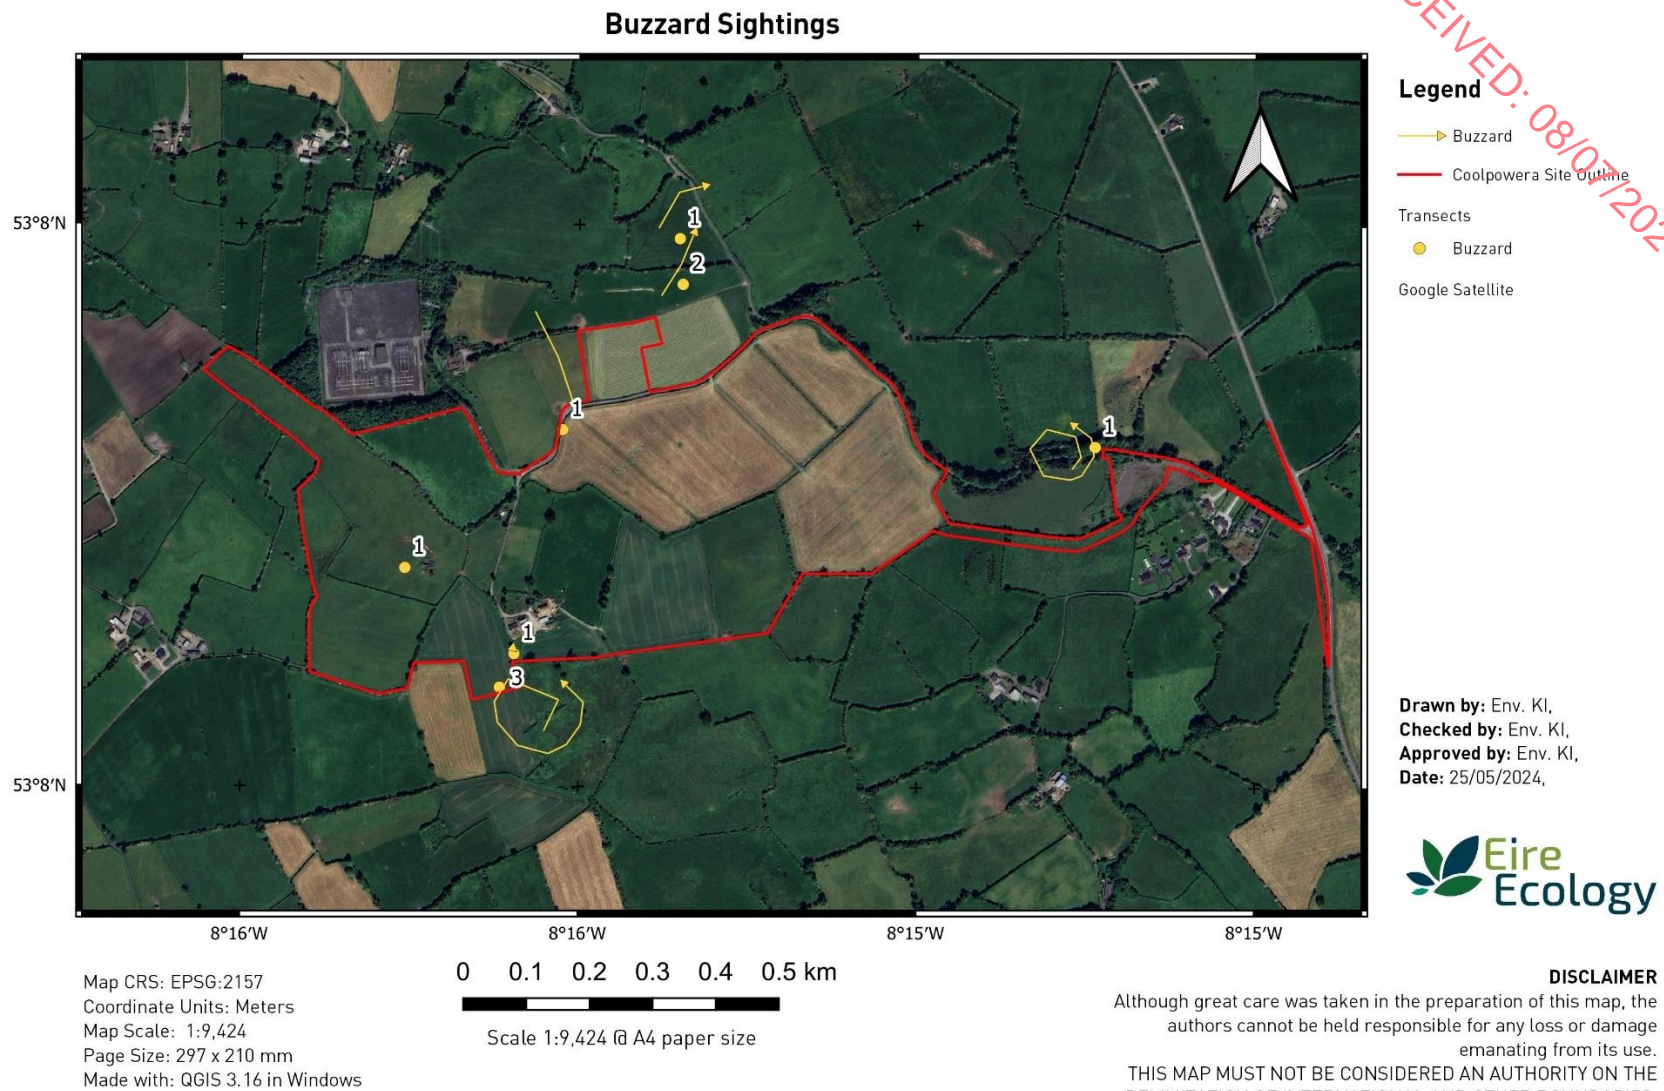 Buzzard Sightings
CEIVED: 08/07/202
Legend
Buzzard
Coolpowera Site Outline
Transects
Buzzard
Google Satellite
53°8′N
1
2
1
1
1
1
3
53°8′N
8°16′W
8°16′W
8°15′W
8°15′W
Drawn by: Env. KI,
Checked by: Env. KI,
Approved by: Env. KI,
Date: 25/05/2024,
Eire
Ecology
Map CRS: EPSG:2157
Coordinate Units: Meters
Map Scale: 1:9,424
Page Size: 297 x 210 mm
Made with: QGIS 3.16 in Windows
0 0.1 0.2 0.3 0.4 0.5 km
Scale 1:9,424 @ A4 paper size
DISCLAIMER
Although great care was taken in the preparation of this map, the
authors cannot be held responsible for any loss or damage
emanating from its use.
THIS MAP MUST NOT BE CONSIDERED AN AUTHORITY ON THE